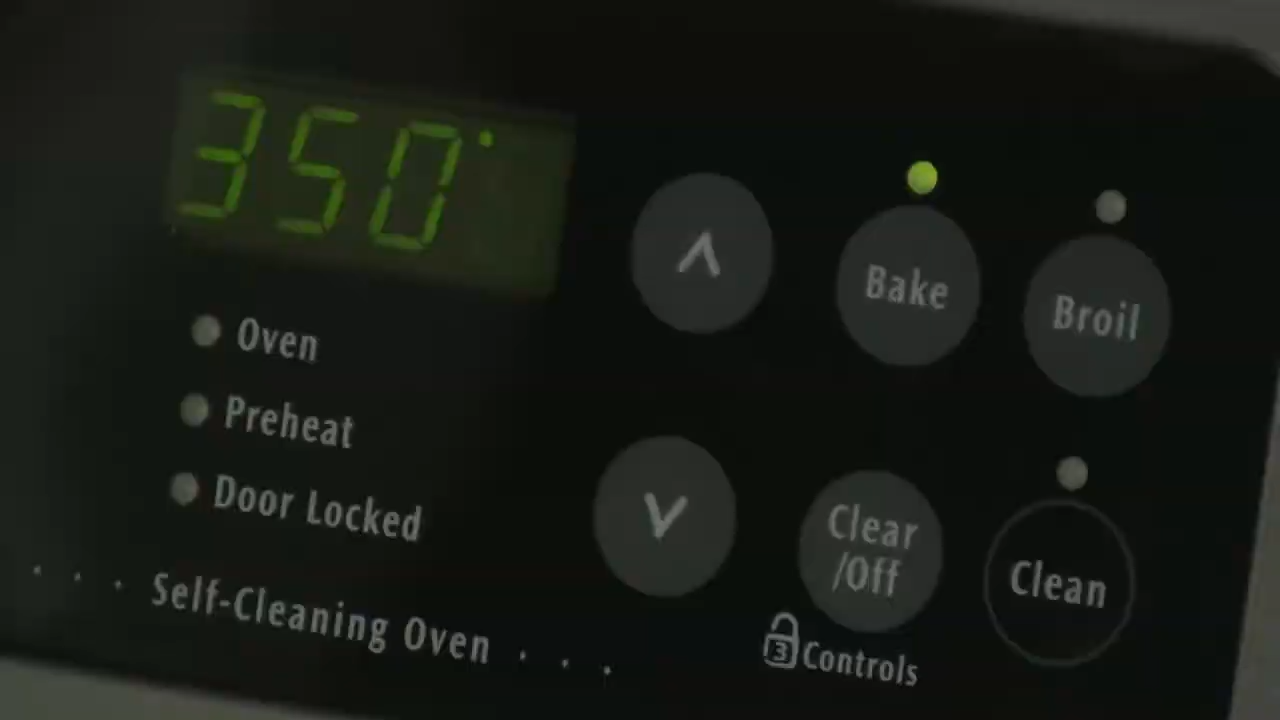 350°
Bake
Broil
Oven
Preheat
Door Locked
Clear
/Off
Clean
. . . Self-Cleaning Oven . . .
3 Controls